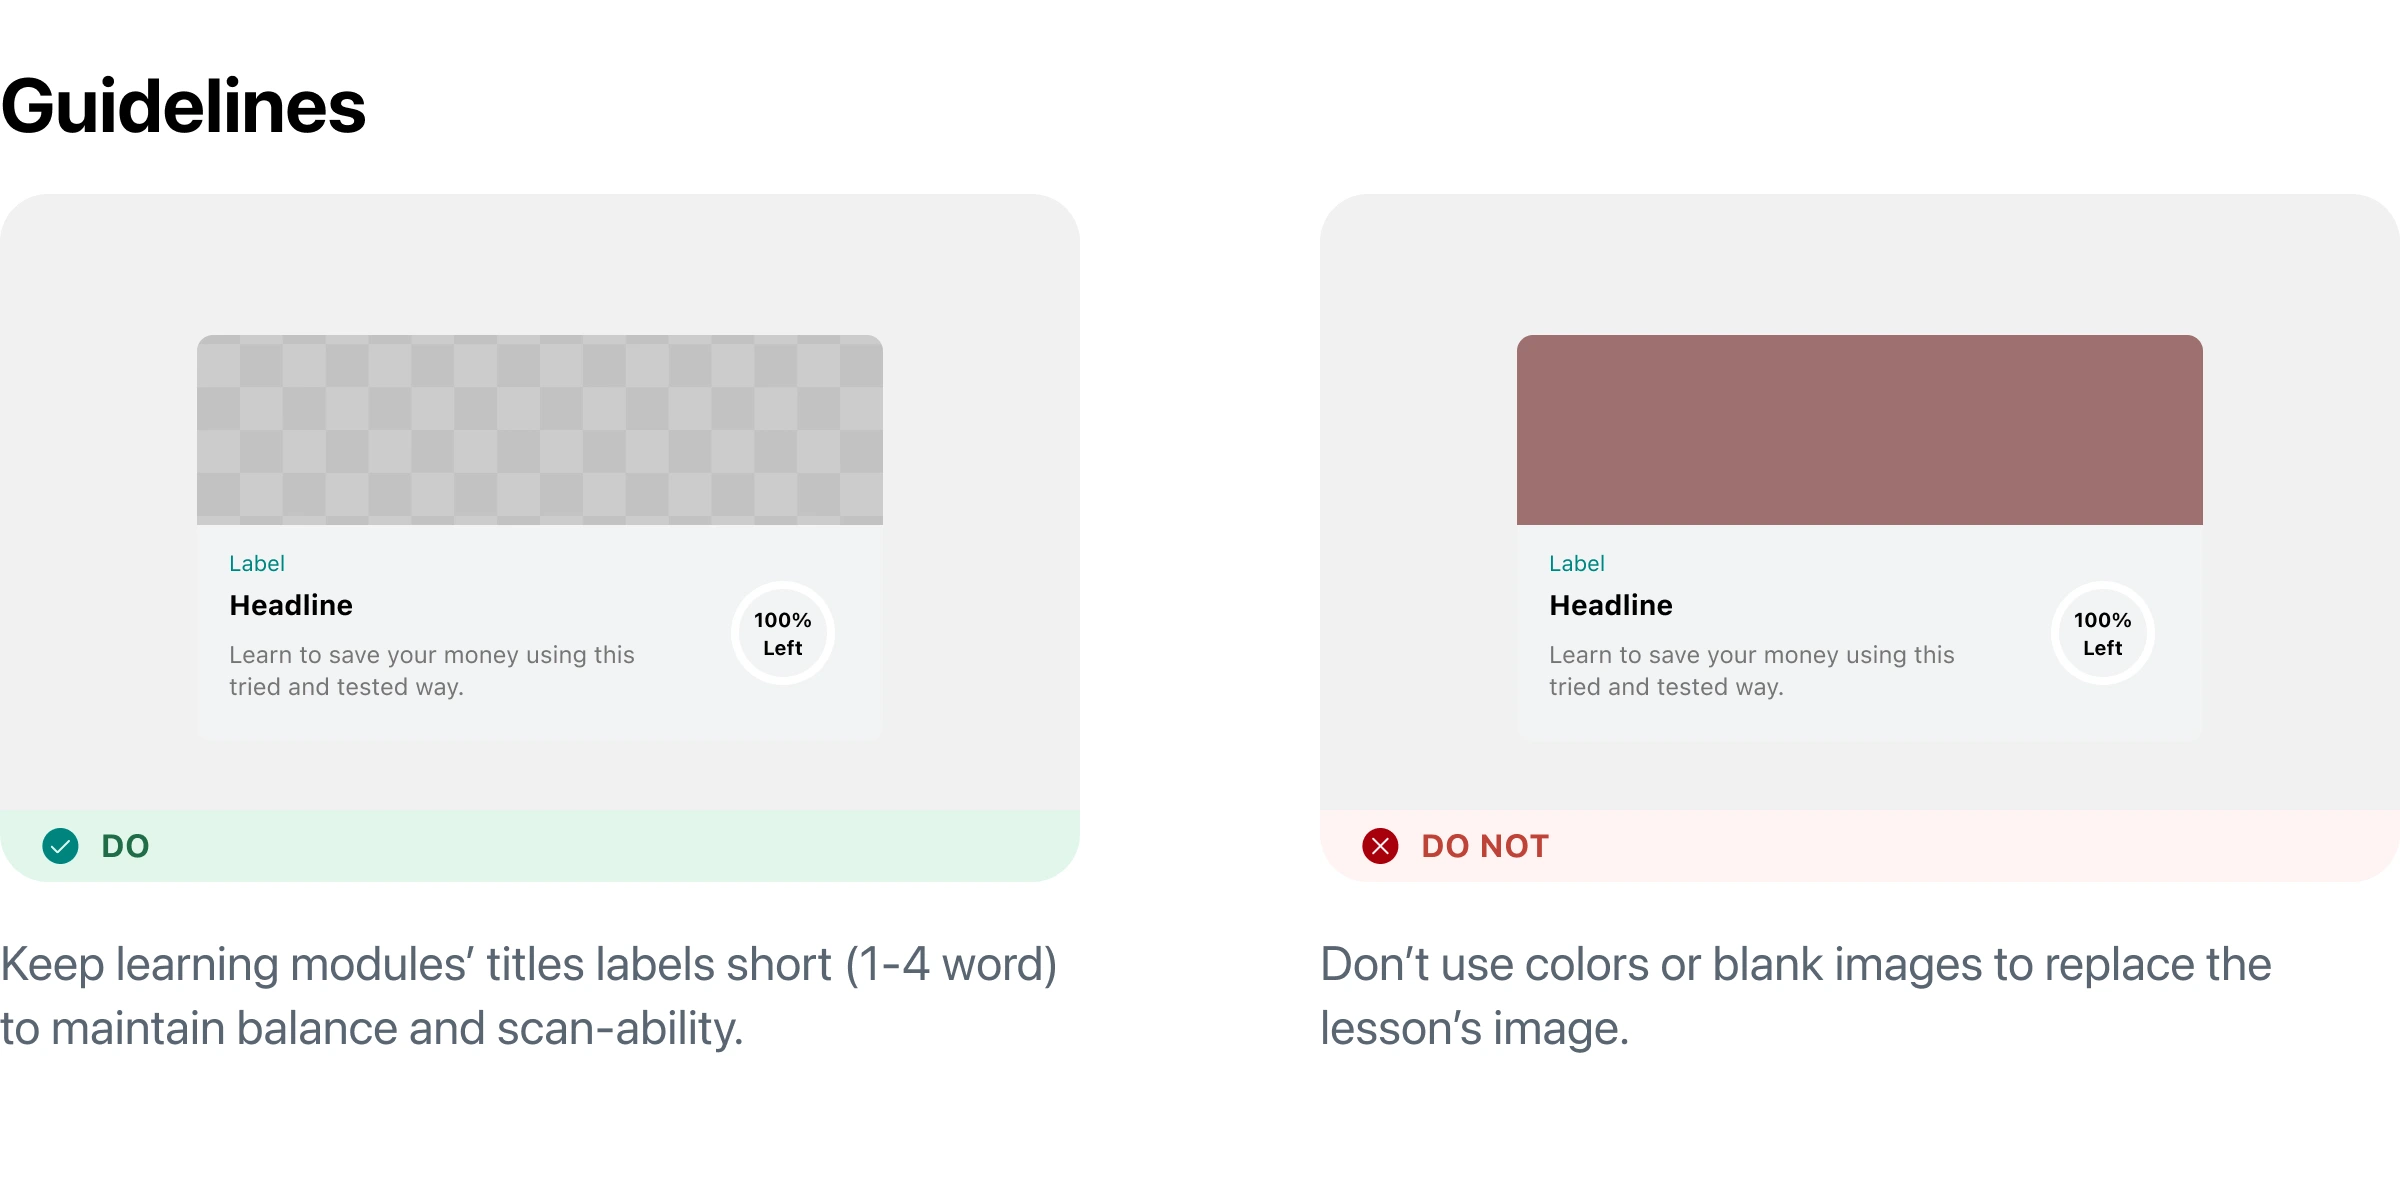 Guidelines
Label
Headline
Learn to save your money using this
tried and tested way.
100%
Left
DO
Keep learning modules’ titles labels short (1-4 word)
to maintain balance and scan-ability.
Label
Headline
Learn to save your money using this
tried and tested way.
100%
Left
DO NOT
Don’t use colors or blank images to replace the
lesson’s image.